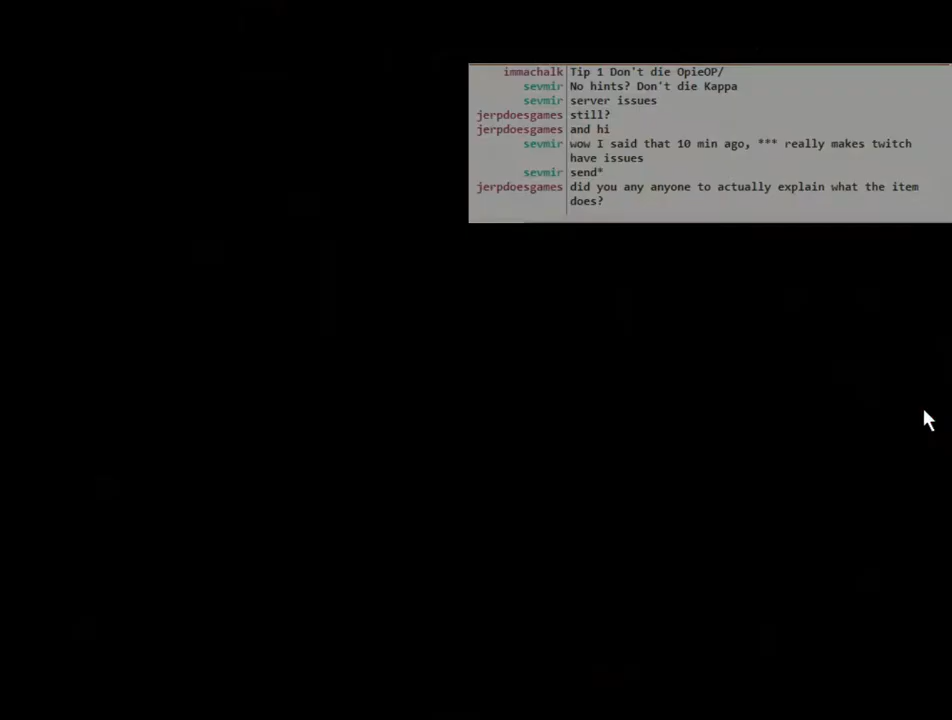 immachalk Tip 1 Don't die OpieOP/
sevmir No hints? Don't die Kappa
sevmir server issues
jerpdoesgames still?
jerpdoesgames and hi
sevmir wow I said that 10 min ago, *** really makes twitch
have issues
sevmir send*
jerpdoesgames did you any anyone to actually explain what the item
does?